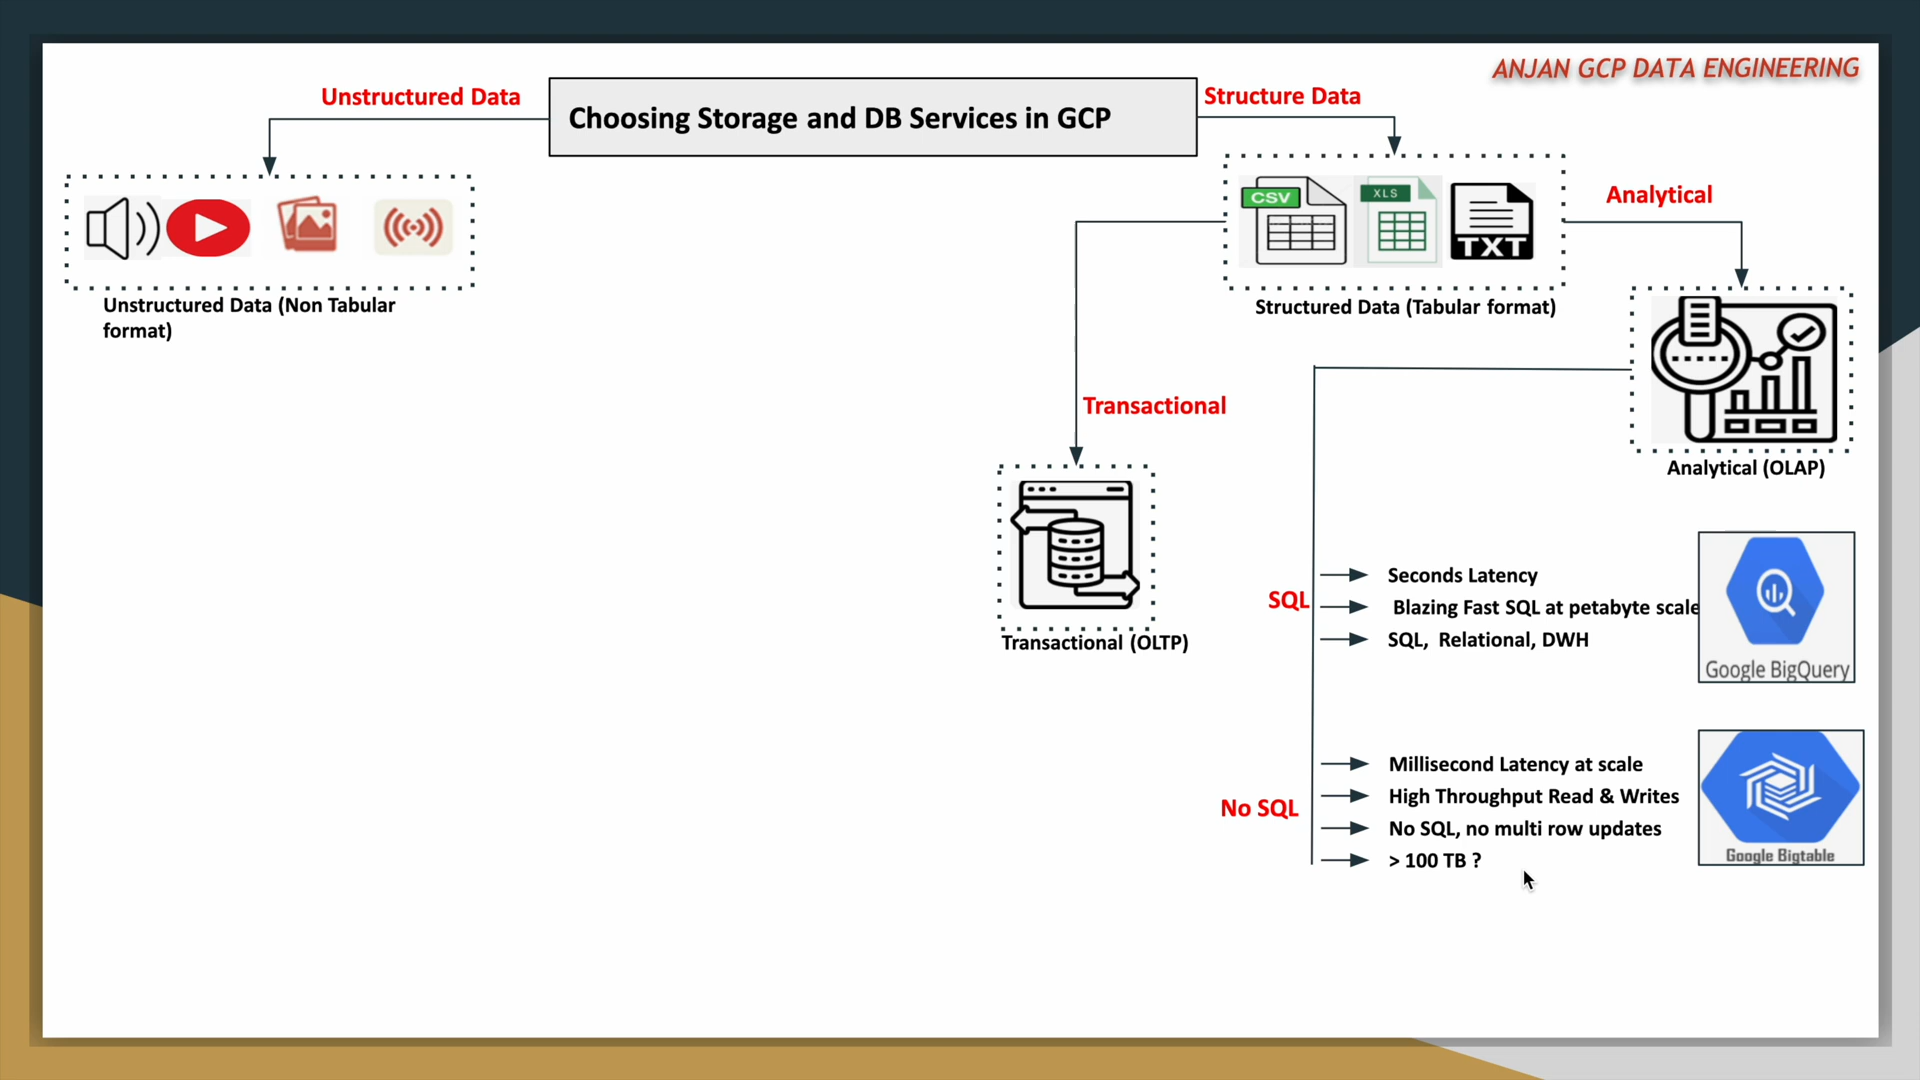 ANJAN GCP DATA ENGINEERING
Unstructured Data
Choosing Storage and DB Services in GCP
Structure Data
Analytical
CSV
XLS
TXT
Unstructured Data (Non Tabular
format)
Structured Data (Tabular format)
Transactional
Analytical (OLAP)
Transactional (OLTP)
SQL
Seconds Latency
Blazing Fast SQL at petabyte scale
SQL, Relational, DWH
Google BigQuery
No SQL
Millisecond Latency at scale
High Throughput Read & Writes
No SQL, no multi row updates
> 100 TB ?
Google Bigtable